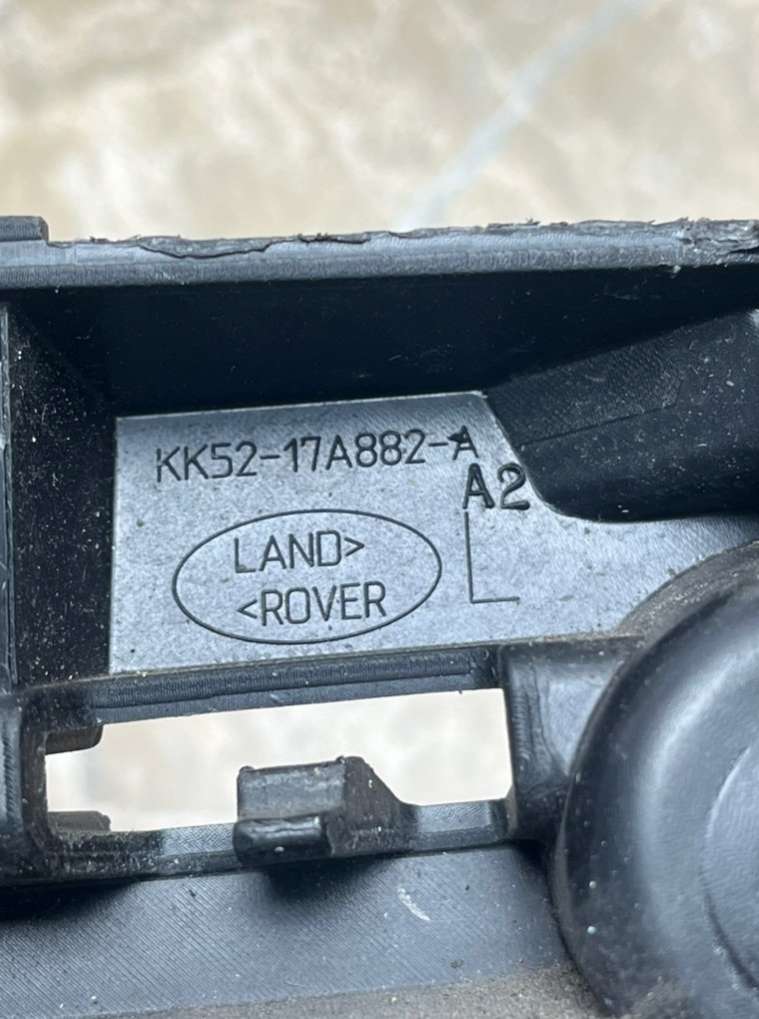 KK52-17A882-A
A2
L
LAND>
<ROVER